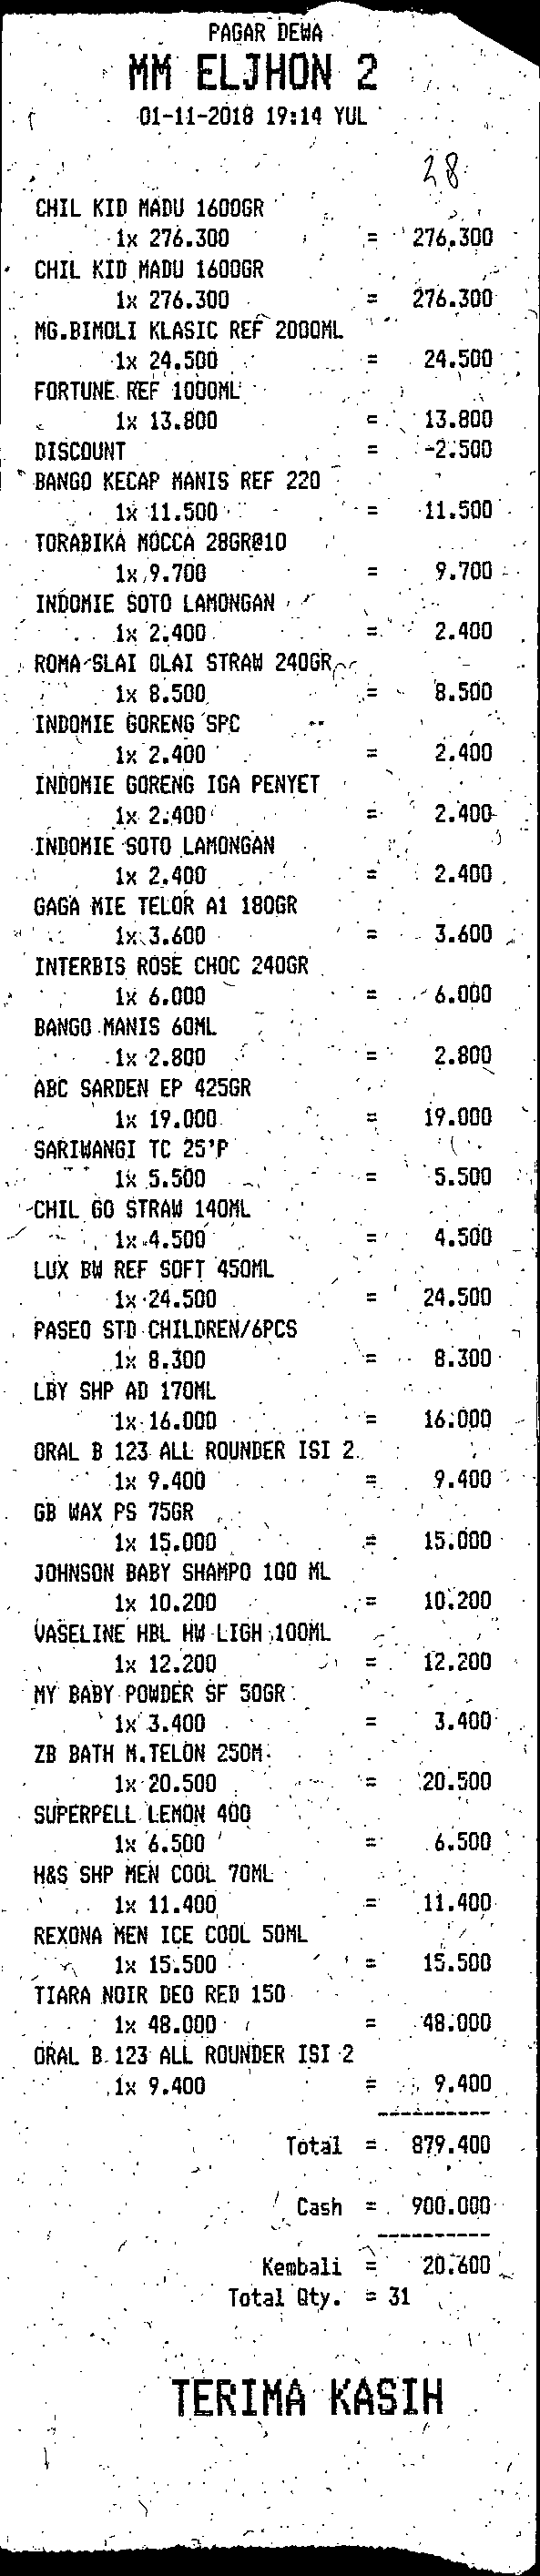 PAGAR DEWA
MM ELJHON 2
01-11-2018 19:14 YUL
28
CHIL KID MADU 1600GR
1x 276.300 = 276.300
CHIL KID MADU 1600GR
1x 276.300 = 276.300
MG.BIMOLI KLASIC REF 2000ML
1x 24.500 = 24.500
FORTUNE REF 1000ML
1x 13.800 = 13.800
DISCOUNT = -2.500
BANGO KECAP MANIS REF 220
1x 11.500 = 11.500
TORABIKA MOCCA 28GR@10
1x 9.700 = 9.700
INDOMIE SOTO LAMONGAN
1x 2.400 = 2.400
ROMA SLAI OLAI STRAW 240GR
1x 8.500 = 8.500
INDOMIE GORENG SPC
1x 2.400 = 2.400
INDOMIE GORENG IGA PENYET
1x 2.400 = 2.400
INDOMIE SOTO LAMONGAN
1x 2.400 = 2.400
GAGA MIE TELOR A1 180GR
1x 3.600 = 3.600
INTERBIS ROSE CHOC 240GR
1x 6.000 = 6.000
BANGO MANIS 60ML
1x 2.800 = 2.800
ABC SARDEN EP 425GR
1x 19.000 = 19.000
SARIWANGI TC 25'P
1x 5.500 = 5.500
CHIL GO STRAW 140ML
1x 4.500 = 4.500
LUX BW REF SOFT 450ML
1x 24.500 = 24.500
PASEO STD CHILDREN/6PCS
1x 8.300 = 8.300
LBY SHP AD 170ML
1x 16.000 = 16.000
ORAL B 123 ALL ROUNDER ISI 2
1x 9.400 = 9.400
GB WAX PS 75GR
1x 15.000 = 15.000
JOHNSON BABY SHAMPO 100 ML
1x 10.200 = 10.200
VASELINE HBL HW LIGH 100ML
1x 12.200 = 12.200
MY BABY POWDER SF 50GR
1x 3.400 = 3.400
ZB BATH M.TELON 250M
1x 20.500 = 20.500
SUPERPELL LEMON 400
1x 6.500 = 6.500
H&S SHP MEN COOL 70ML
1x 11.400 = 11.400
REXONA MEN ICE COOL 50ML
1x 15.500 = 15.500
TIARA NOIR DEO RED 150
1x 48.000 = 48.000
ORAL B 123 ALL ROUNDER ISI 2
1x 9.400 = 9.400
----------
Total = 879.400
Cash = 900.000
----------
Kembali = 20.600
Total Qty. = 31
TERIMA KASIH